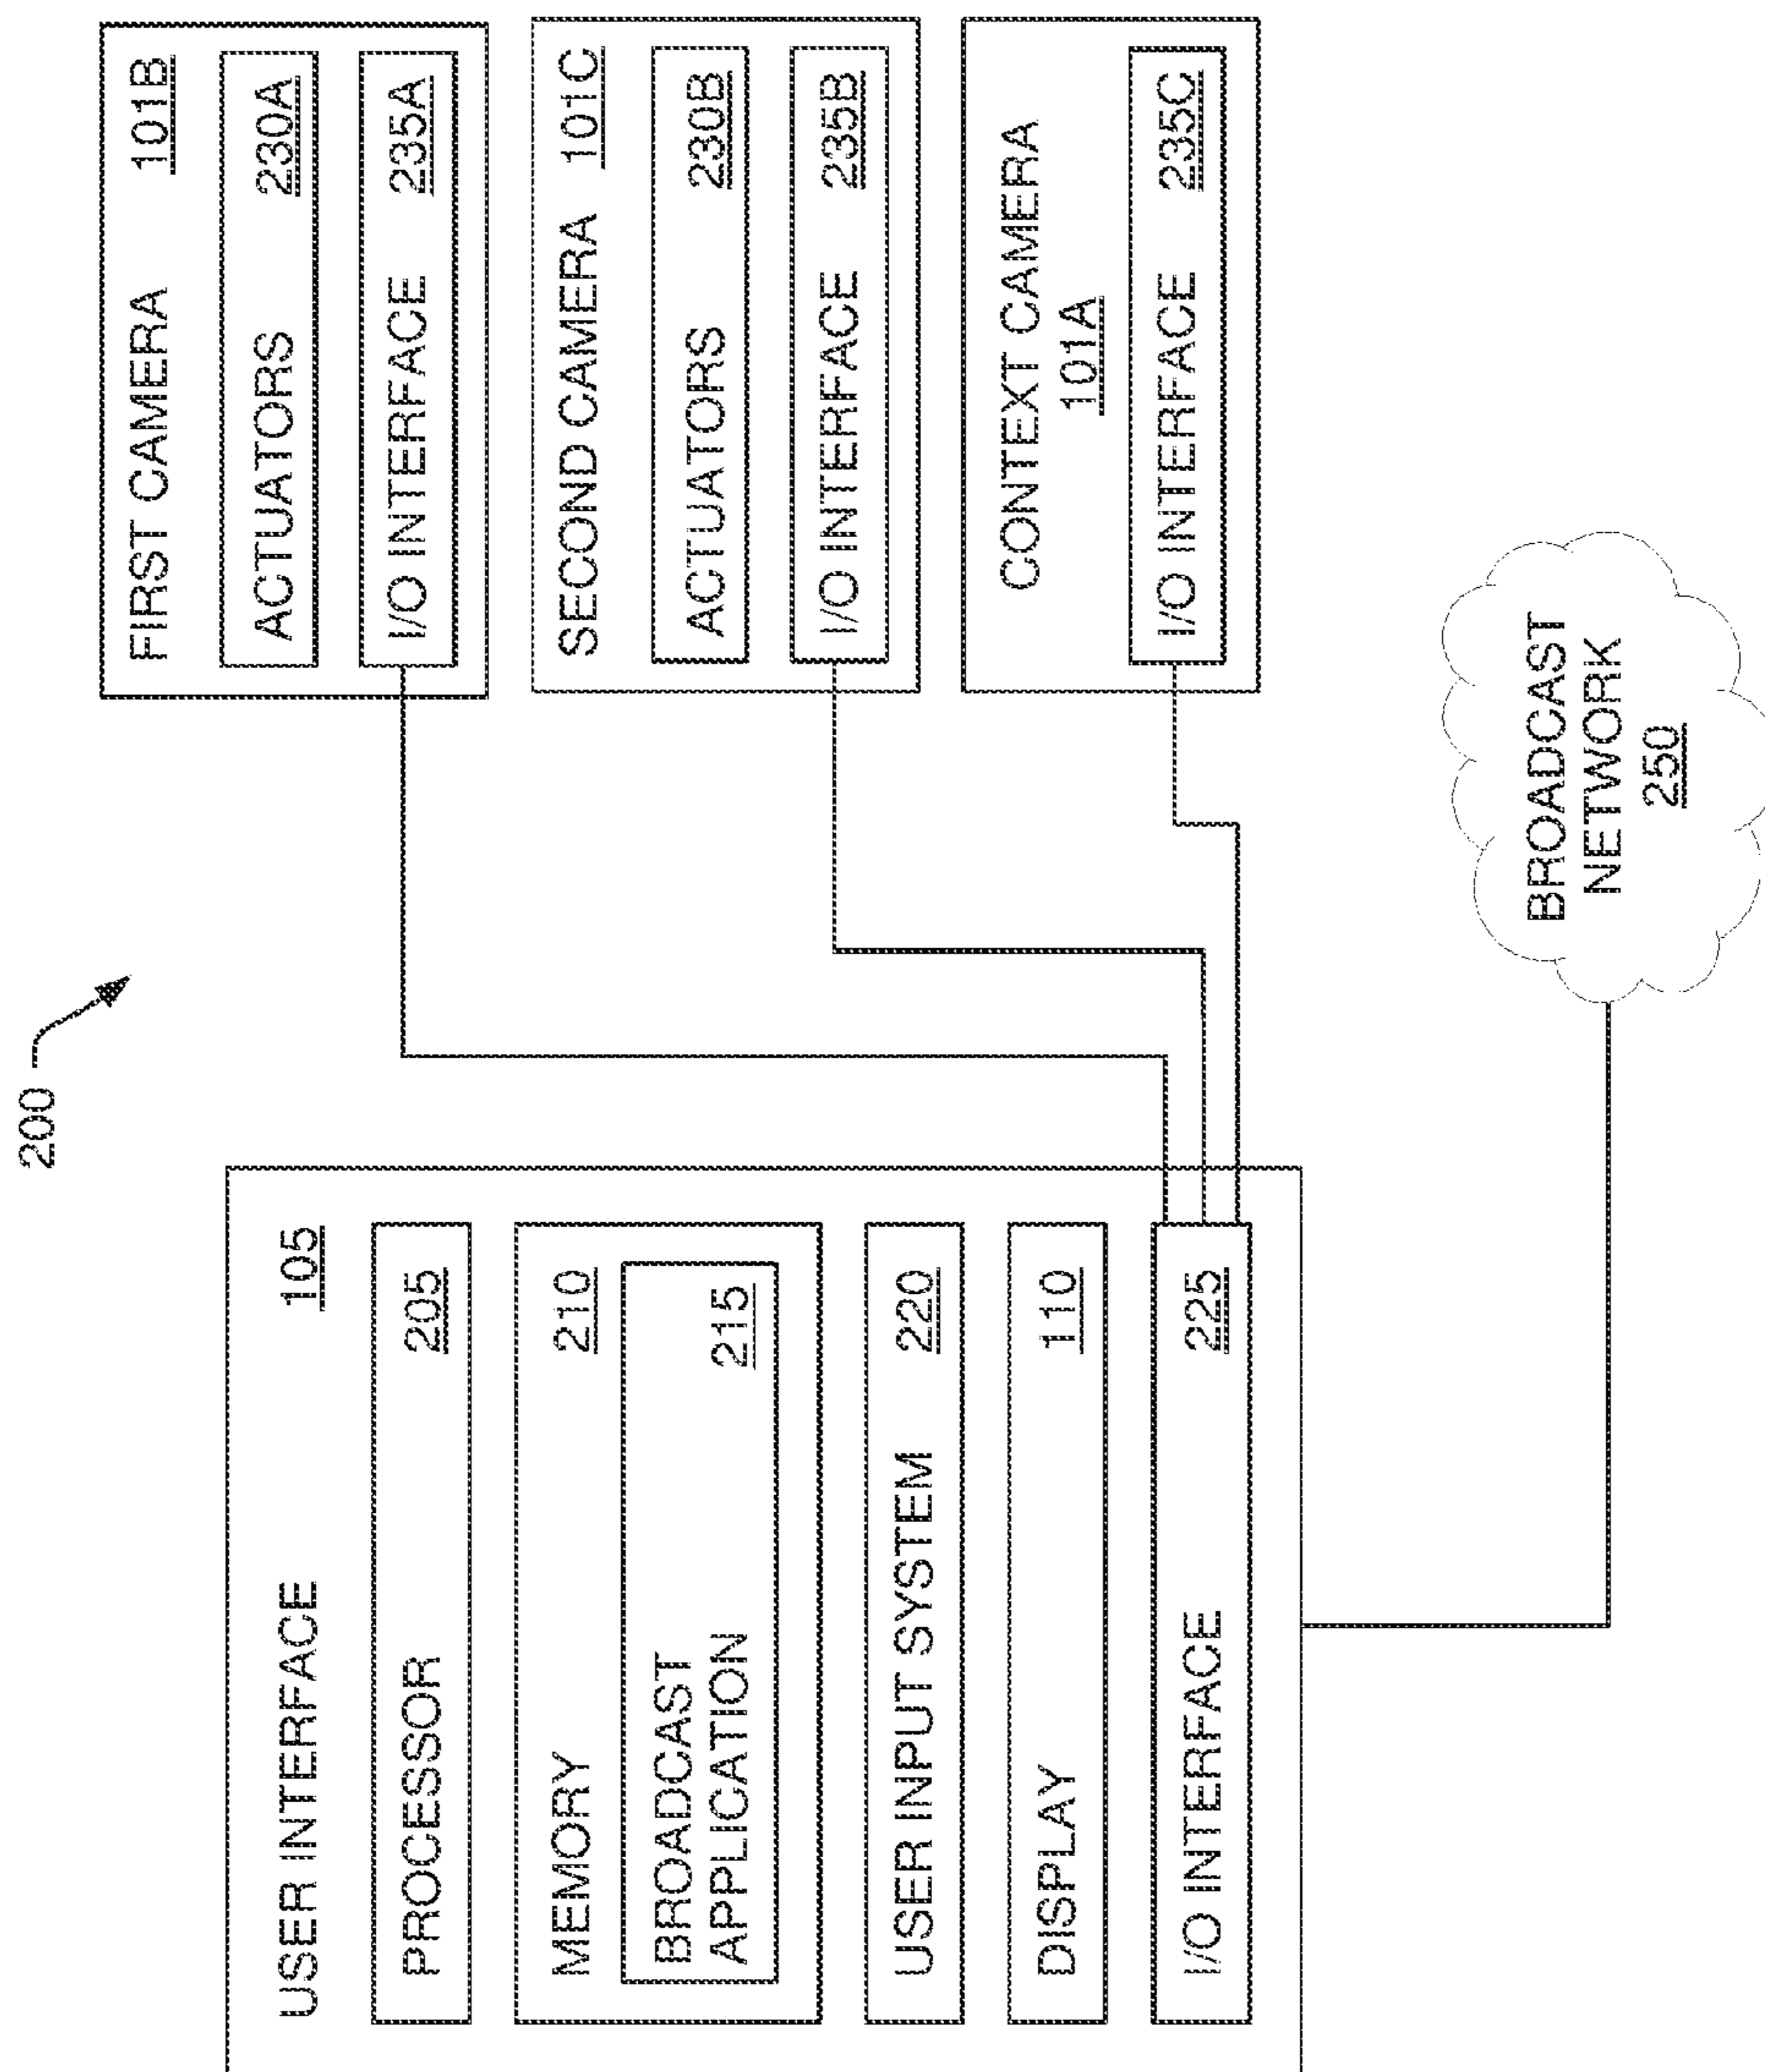 200
USER INTERFACE 105
PROCESSOR 205
MEMORY 210
BROADCAST
APPLICATION 215
USER INPUT SYSTEM 220
DISPLAY 110
I/O INTERFACE 225
FIRST CAMERA 101B
ACTUATORS 230A
I/O INTERFACE 235A
SECOND CAMERA 101C
ACTUATORS 230B
I/O INTERFACE 235B
CONTEXT CAMERA
101A
I/O INTERFACE 235C
BROADCAST
NETWORK
250